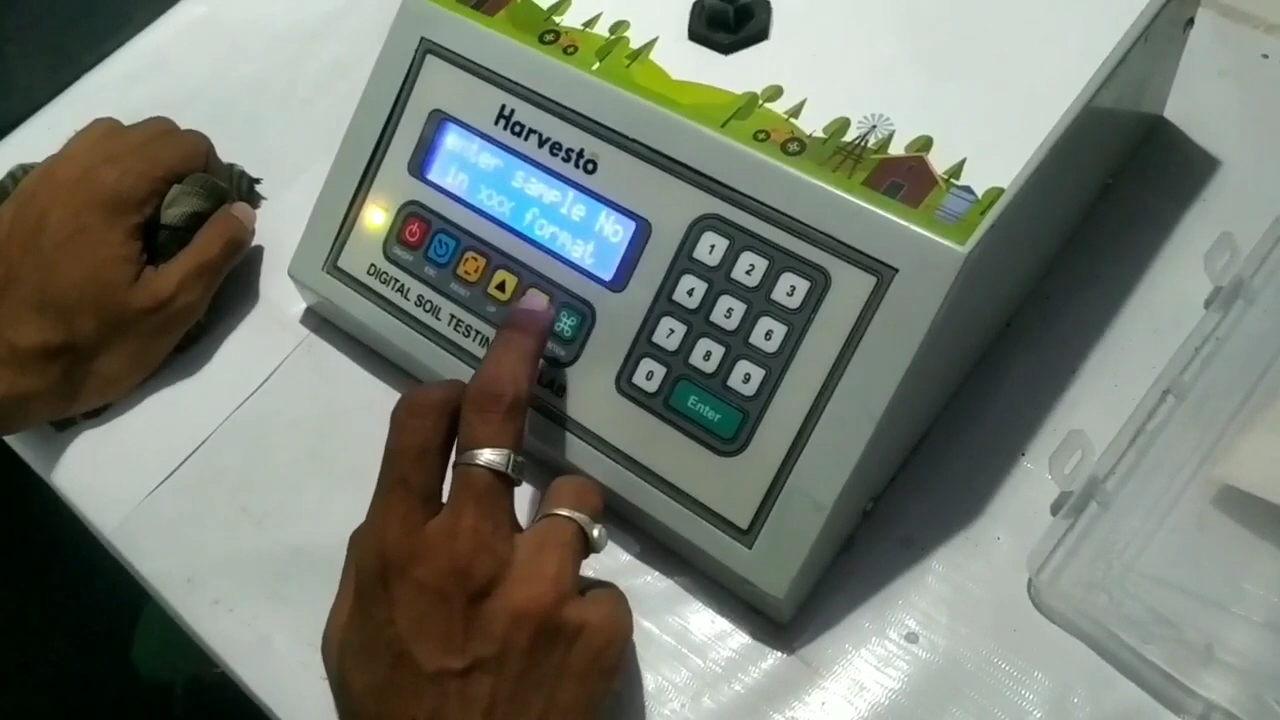 Harvesto
enter sample No
in xxx format
DIGITAL SOIL TESTIN
LAB
1
2
3
4
5
6
7
8
9
0
Enter